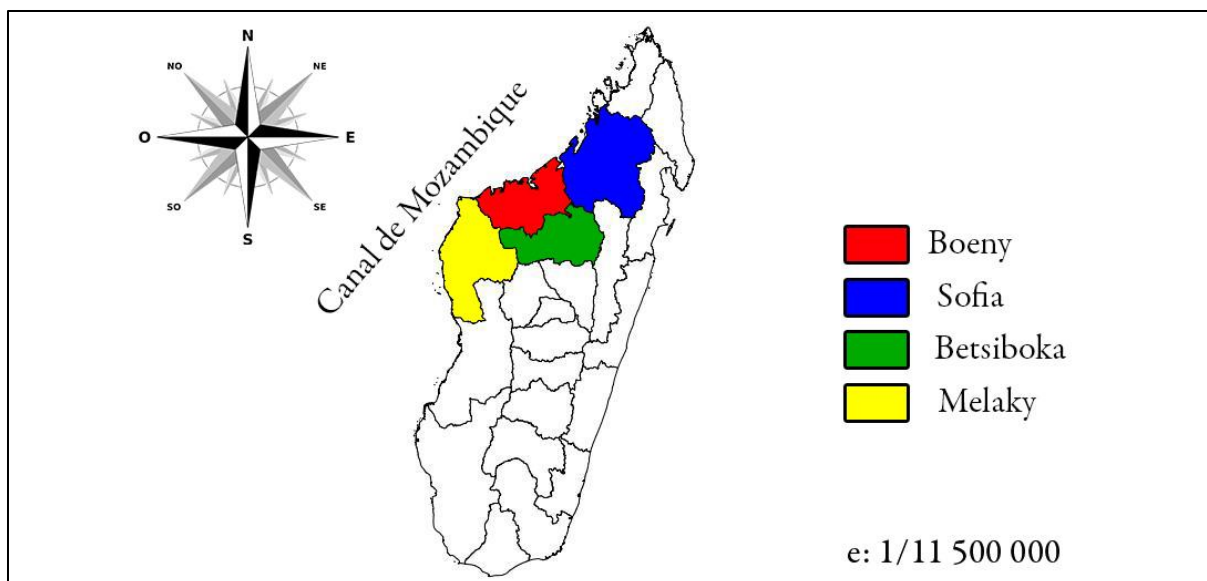 N
NO
NE
O
E
SO
SE
S
Canal de Mozambique
Boeny
Sofia
Betsiboka
Melaky
e: 1/11 500 000